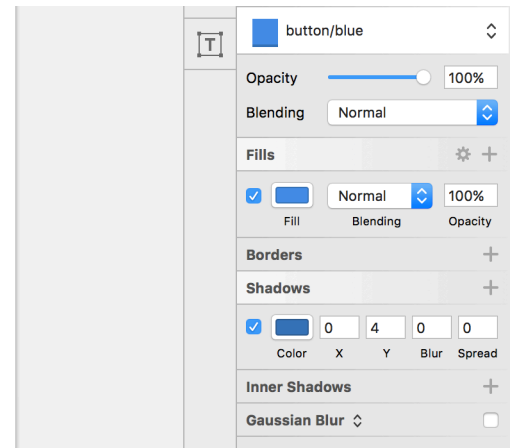 T
button/blue
Opacity 100%
Blending Normal
Fills
Normal 100%
Fill Blending Opacity
Borders
Shadows
0 4 0 0
Color X Y Blur Spread
Inner Shadows
Gaussian Blur